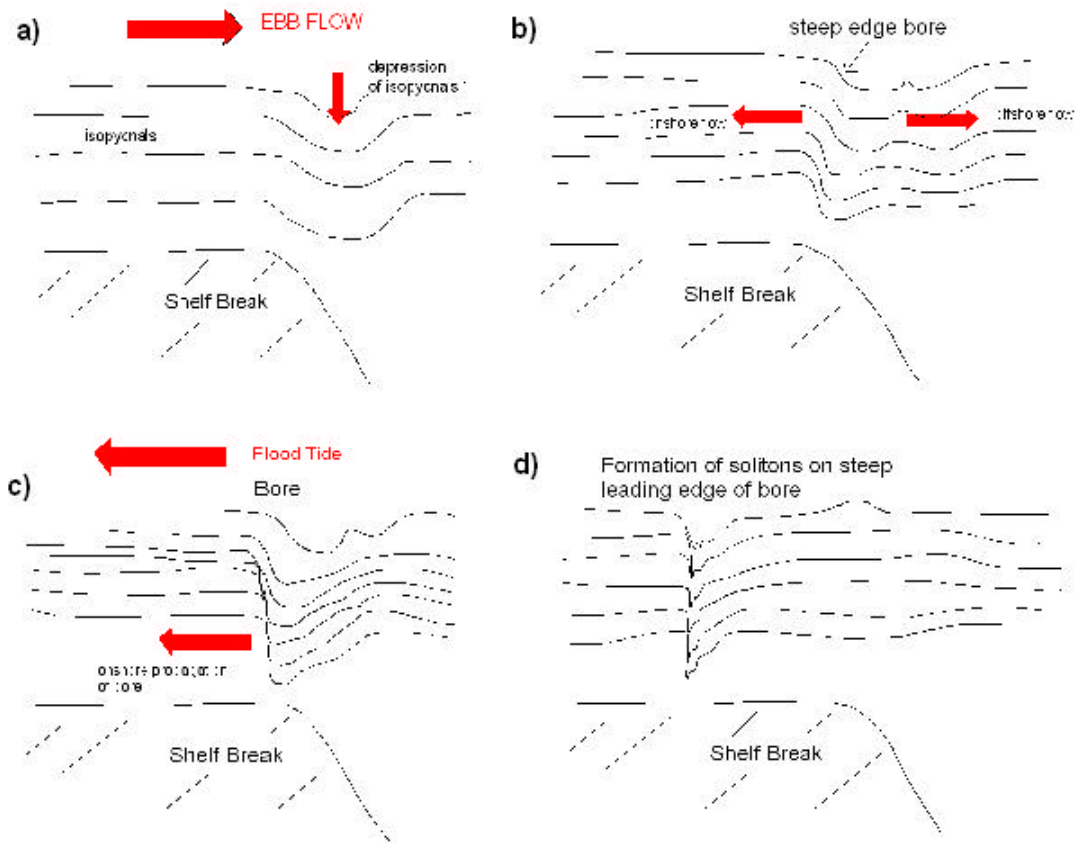 a)
EBB FLOW
depression
of isopycnals
isopycnals
Shelf Break
b)
steep edge bore
Shelf Break
Flood Tide
c)
Bore
Shelf Break
d)
Formation of solitons on steep
leading edge of bore
Shelf Break